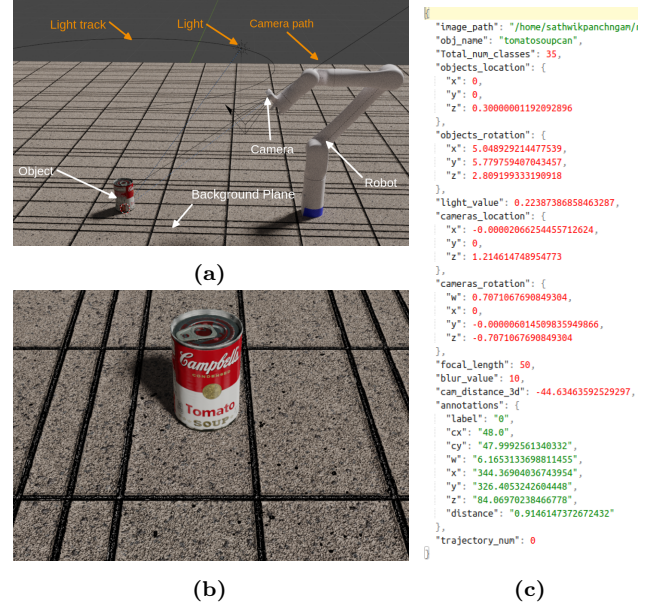 Light track
Light
Camera path
Camera
Object
Robot
Background Plane
(a)
Campbell's
CONDENSED
Tomato
SOUP
(b)
{
"image_path": "/home/sathwikpanchngam/r
"obj_name": "tomatosoupcan",
"Total_num_classes": 35,
"objects_location": {
"x": 0,
"y": 0,
"z": 0.30000001192092896
},
"objects_rotation": {
"x": 5.048929214477539,
"y": 5.779759407043457,
"z": 2.809199333190918
},
"light_value": 0.22387386858463287,
"cameras_location": {
"x": -0.00002066254455712624,
"y": 0,
"z": 1.214614748954773
},
"cameras_rotation": {
"w": 0.7071067690849304,
"x": 0,
"y": -0.000006014509835949866,
"z": -0.7071067690849304
},
"focal_length": 50,
"blur_value": 10,
"cam_distance_3d": -44.63463592529297,
"annotations": {
"label": "0",
"cx": "48.0",
"cy": "47.9992561340332",
"w": "6.1653133698811455",
"x": "344.36904036743954",
"y": "326.4053242604448",
"z": "84.06970238466778",
"distance": "0.9146147372672432"
},
"trajectory_num": 0
}
(c)